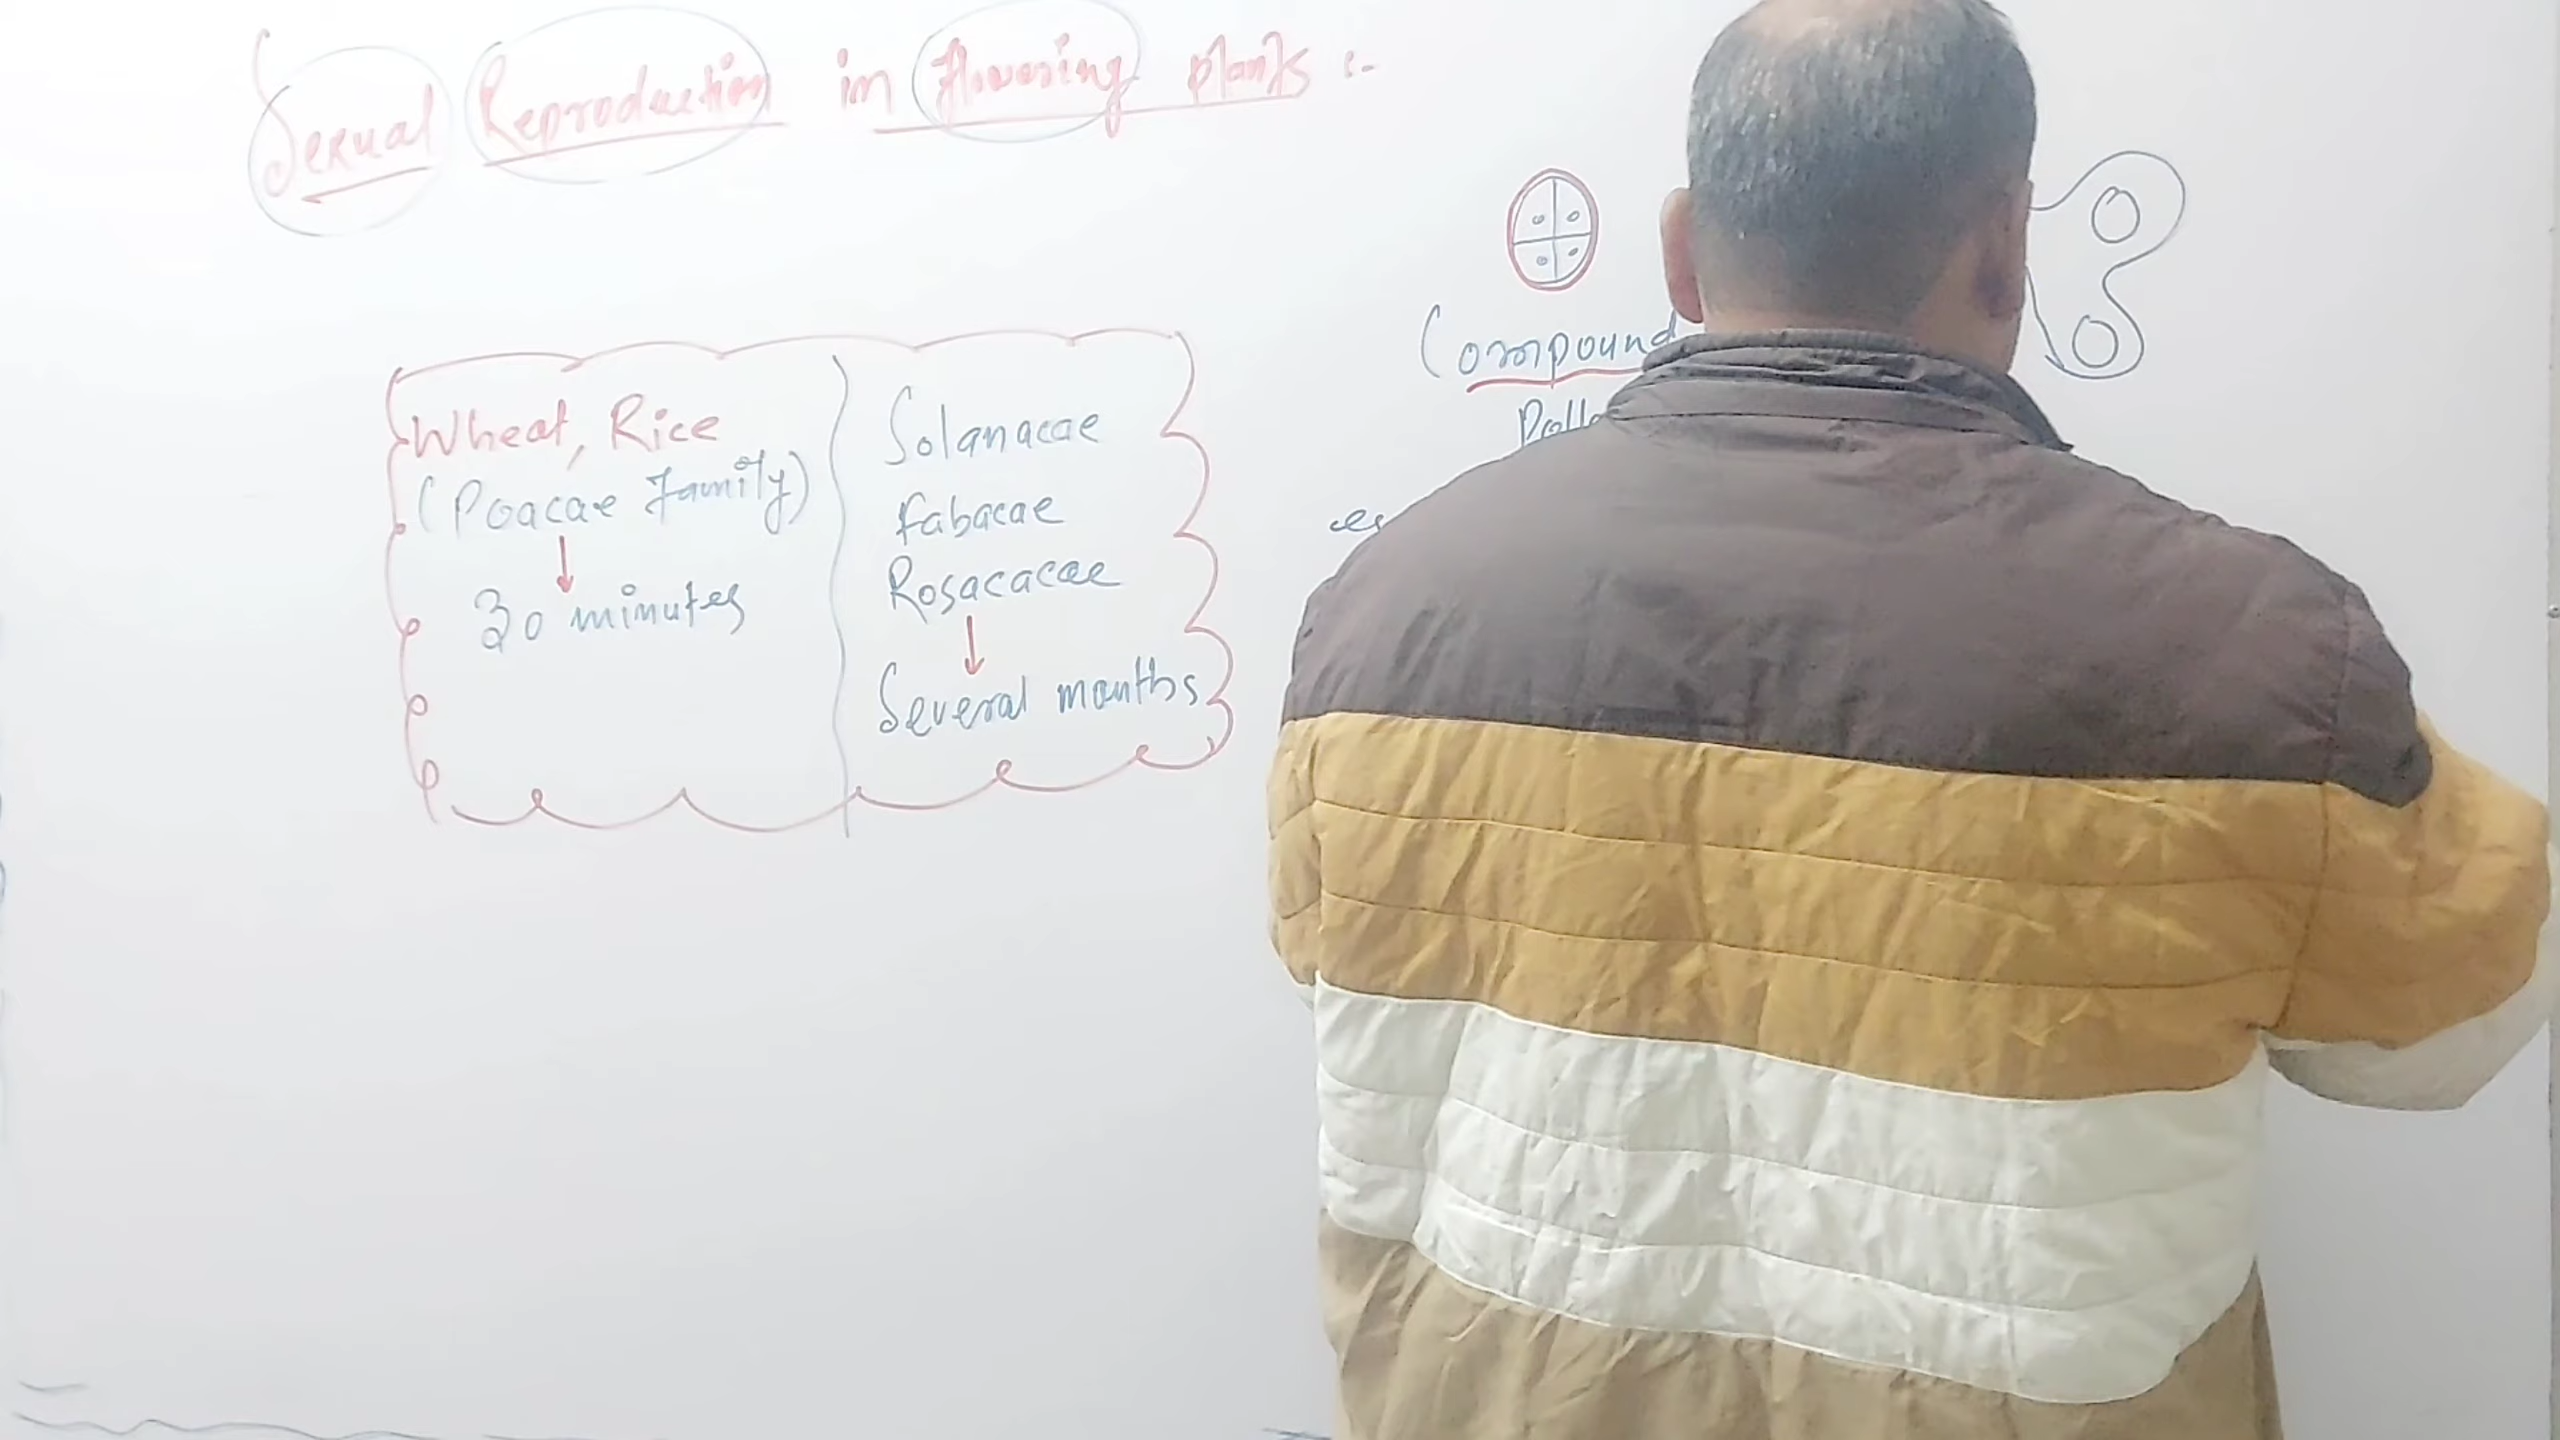 Sexual Reproduction in flowering plants :-
Wheat, Rice
(Poacae family)
30 minutes
Solanacae
fabacae
Rosacacae
Several months
Compound